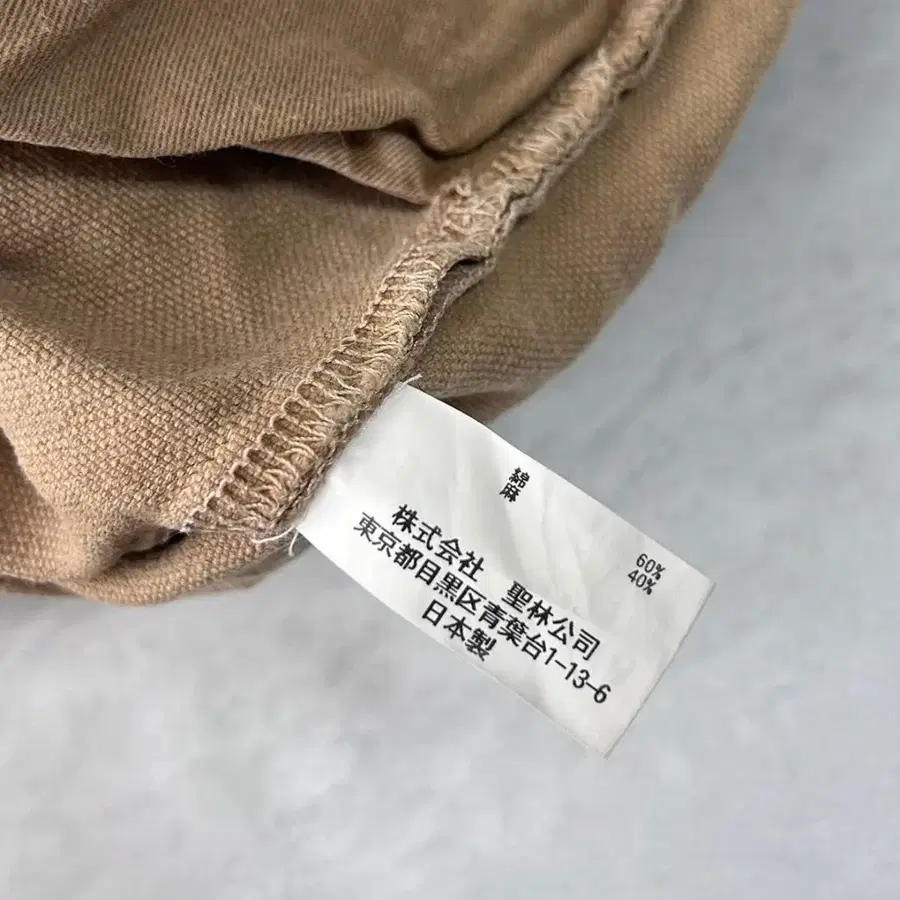 綿 60%
麻 40%
株式会社 聖林公司
東京都目黒区青葉台1-13-6
日本製